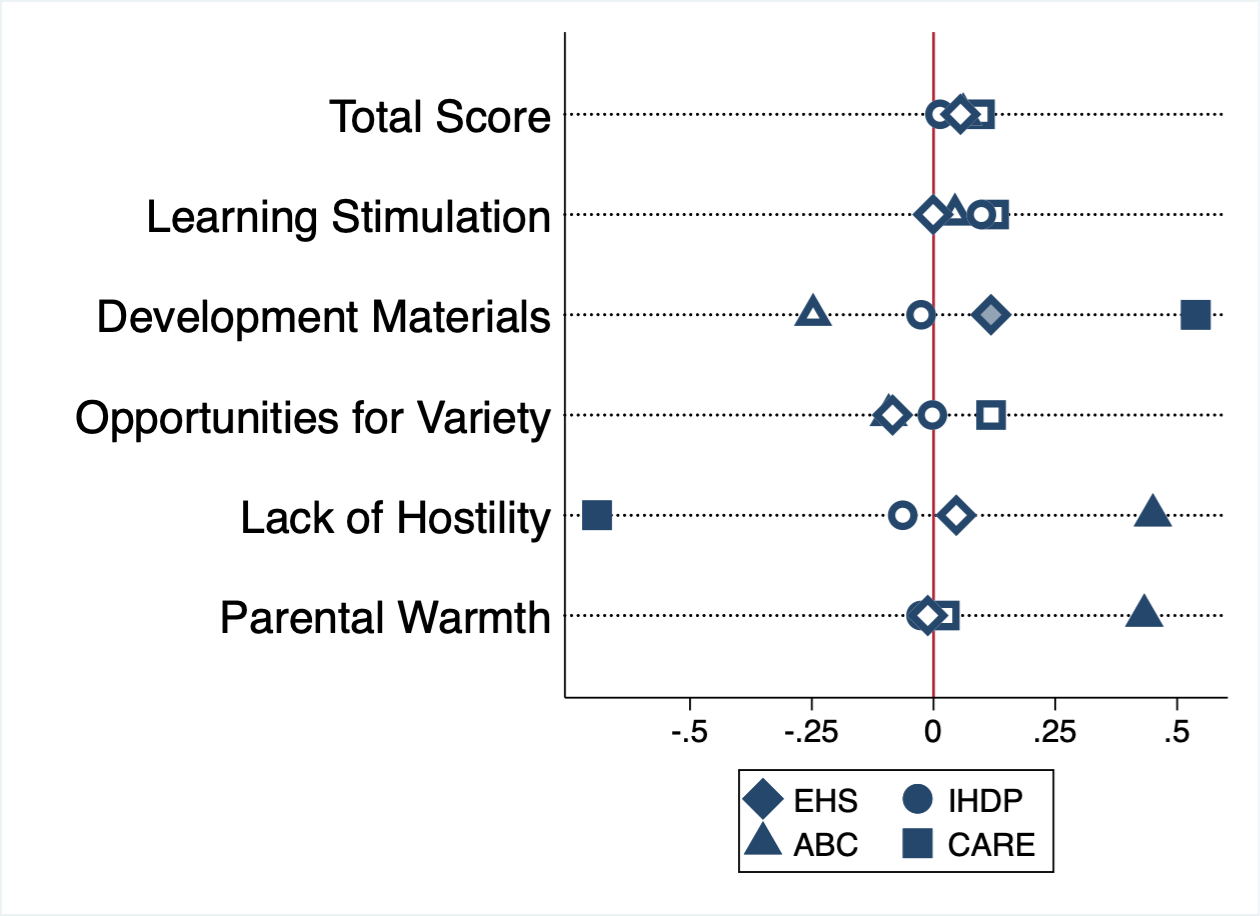 Total Score
Learning Stimulation
Development Materials
Opportunities for Variety
Lack of Hostility
Parental Warmth
-.5 -.25 0 .25 .5
EHS IHDP
ABC CARE